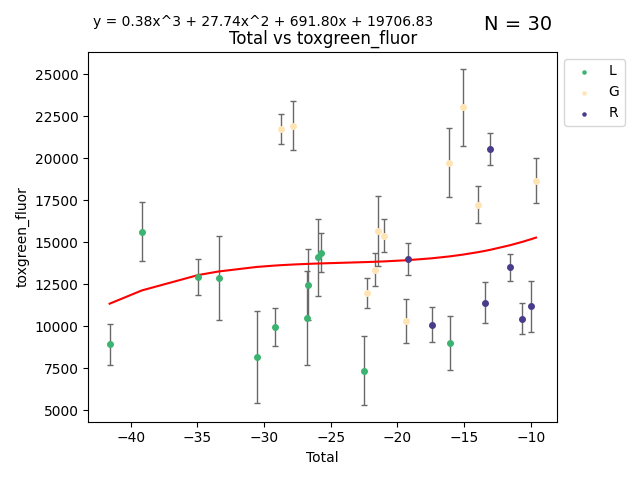 y = 0.38x^3 + 27.74x^2 + 691.80x + 19706.83
N = 30
Total vs toxgreen_fluor
25000
22500
20000
17500
15000
12500
10000
7500
5000
toxgreen_fluor
−40
−35
−30
−25
−20
−15
−10
Total
L
G
R